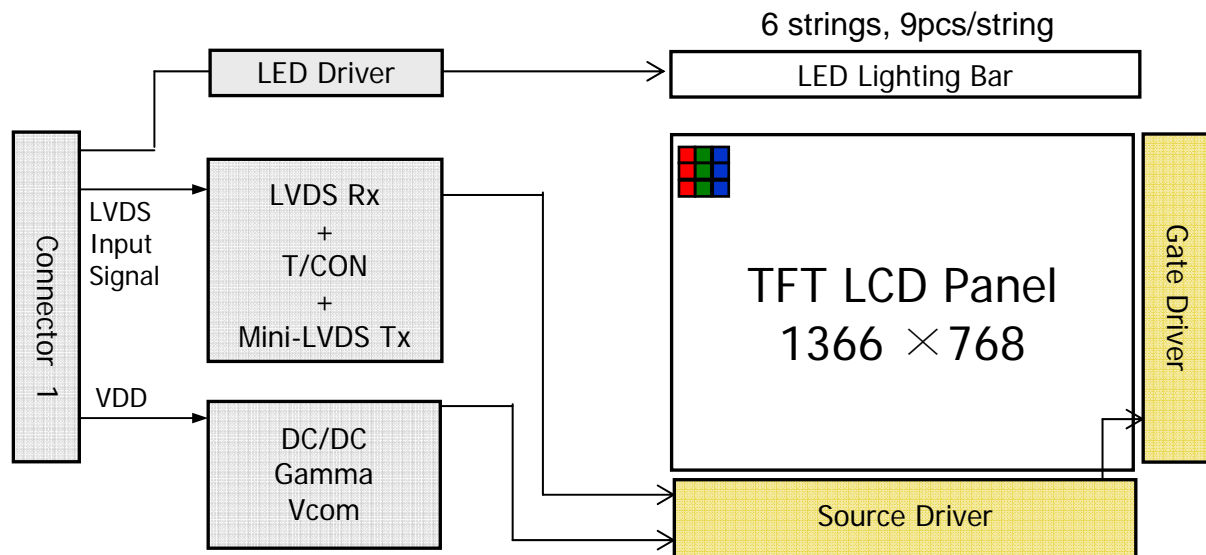 6 strings, 9pcs/string
LED Driver
LED Lighting Bar
Connector 1
LVDS
Input
Signal
LVDS Rx
+
T/CON
+
Mini-LVDS Tx
TFT LCD Panel
1366 ×768
Gate Driver
VDD
DC/DC
Gamma
Vcom
Source Driver